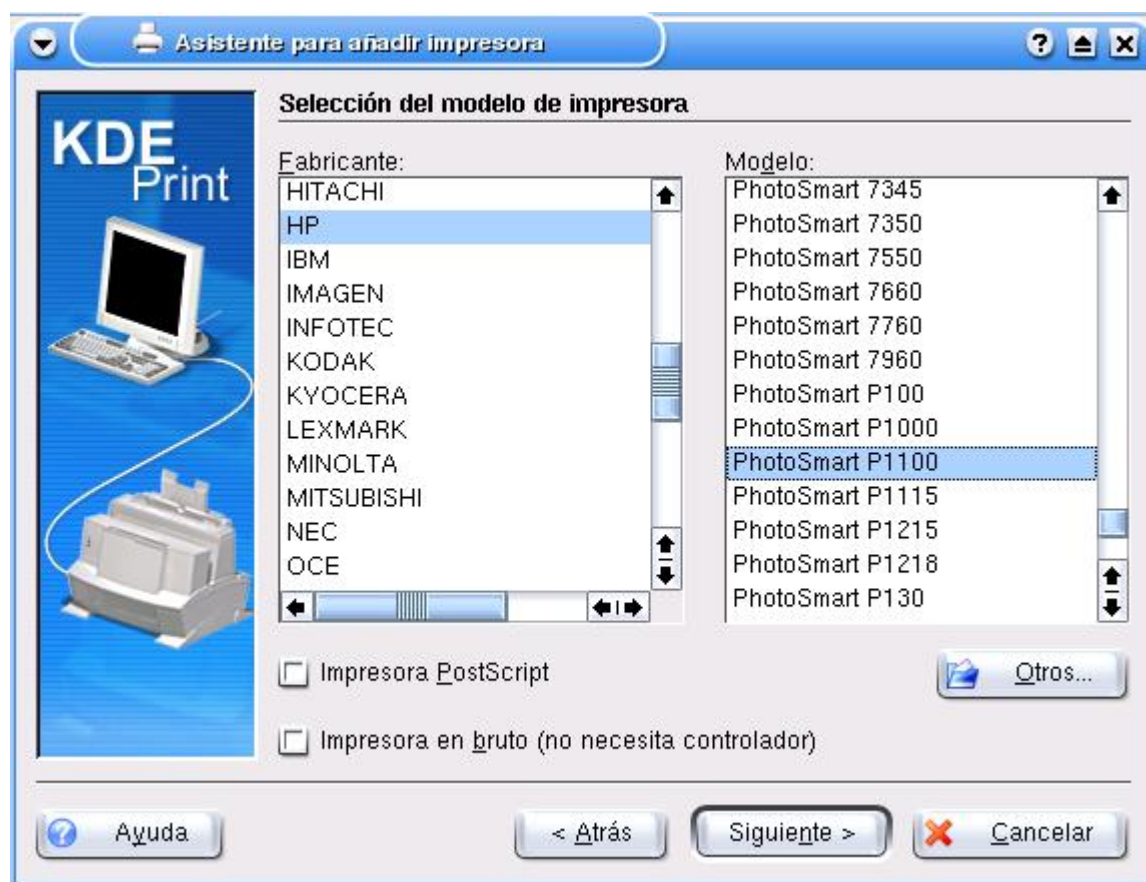 Asistente para añadir impresora
Selección del modelo de impresora
KDE
Print
Fabricante:
HITACHI
HP
IBM
IMAGEN
INFOTEC
KODAK
KYOCERA
LEXMARK
MINOLTA
MITSUBISHI
NEC
OCE
Modelo:
PhotoSmart 7345
PhotoSmart 7350
PhotoSmart 7550
PhotoSmart 7660
PhotoSmart 7760
PhotoSmart 7960
PhotoSmart P100
PhotoSmart P1000
PhotoSmart P1100
PhotoSmart P1115
PhotoSmart P1215
PhotoSmart P1218
PhotoSmart P130
Impresora PostScript
Otros...
Impresora en bruto (no necesita controlador)
Ayuda
< Atrás
Siguiente >
Cancelar